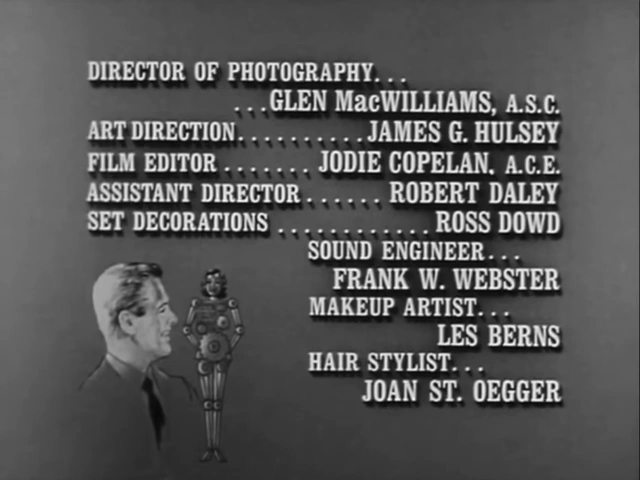 DIRECTOR OF PHOTOGRAPHY...
...GLEN MacWILLIAMS, A.S.C.
ART DIRECTION..........JAMES G. HULSEY
FILM EDITOR.......JODIE COPELAN, A.C.E.
ASSISTANT DIRECTOR......ROBERT DALEY
SET DECORATIONS............ROSS DOWD
SOUND ENGINEER...
FRANK W. WEBSTER
MAKEUP ARTIST...
LES BERNS
HAIR STYLIST...
JOAN ST. OEGGER